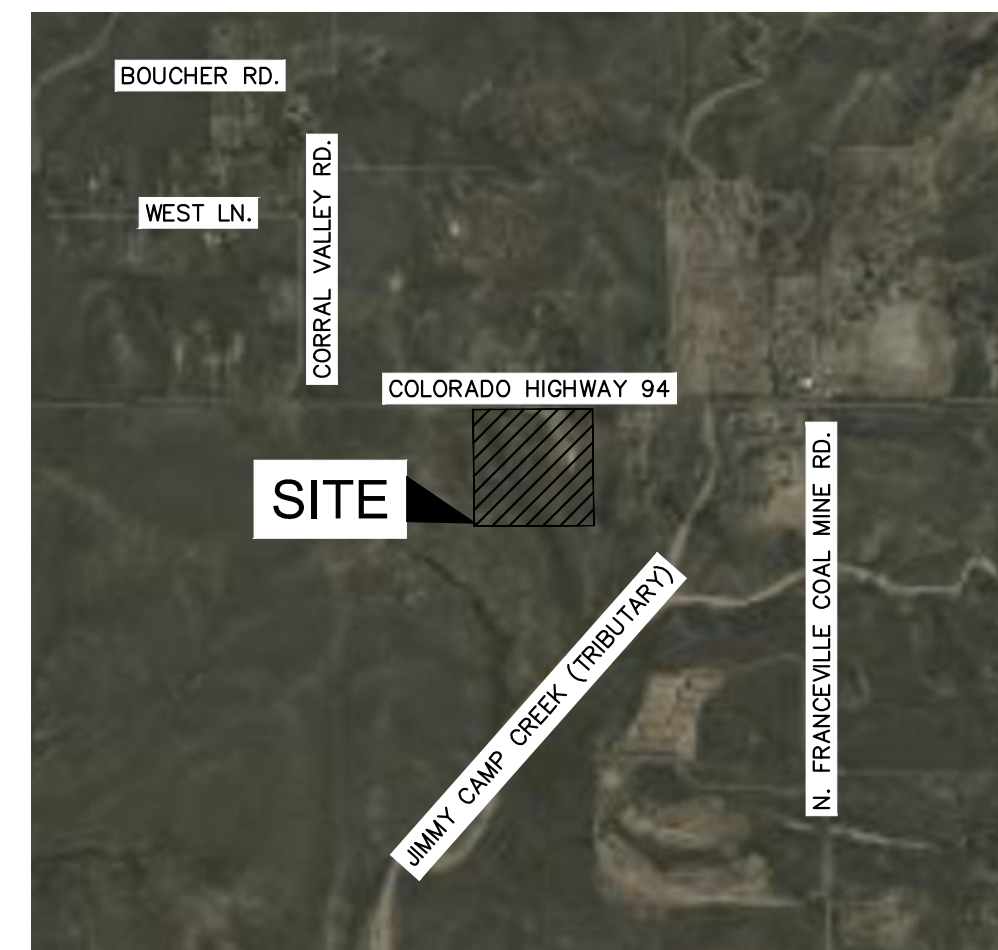 BOUCHER RD.
CORRAL VALLEY RD.
WEST LN.
COLORADO HIGHWAY 94
SITE
N. FRANCEVILLE COAL MINE RD.
JIMMY CAMP CREEK (TRIBUTARY)